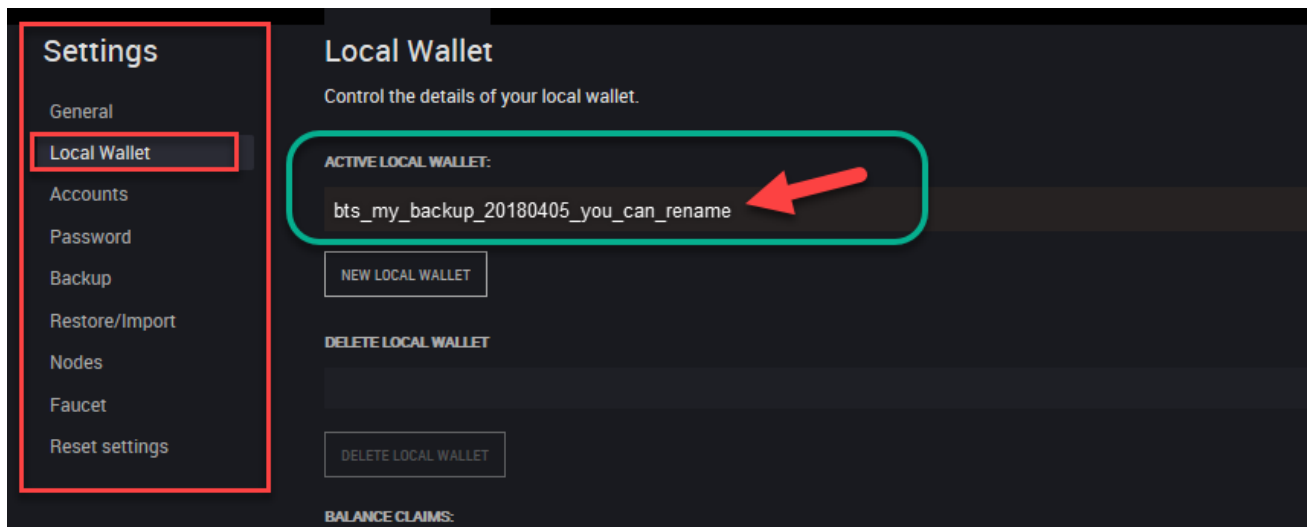 Settings
General
Local Wallet
Accounts
Password
Backup
Restore/Import
Nodes
Faucet
Reset settings
Local Wallet
Control the details of your local wallet.
ACTIVE LOCAL WALLET:
bts_my_backup_20180405_you_can_rename
NEW LOCAL WALLET
DELETE LOCAL WALLET
DELETE LOCAL WALLET
BALANCE CLAIMS: